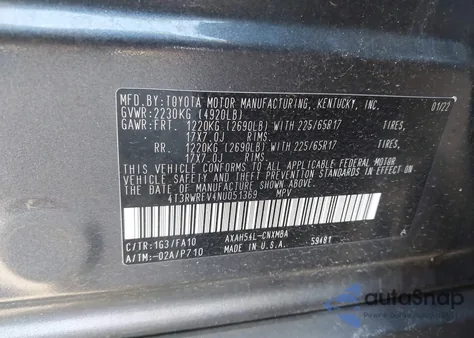 MFD.BY:TOYOTA MOTOR MANUFACTURING, KENTUCKY, INC. 01/22
GVWR:2230KG (4920LB)
GAWR:FRT. 1220KG (2690LB) WITH 225/65R17 TIRES,
17X7.0J RIMS.
RR. 1220KG (2690LB) WITH 225/65R17 TIRES,
17X7.0J RIMS.
THIS VEHICLE CONFORMS TO ALL APPLICABLE FEDERAL MOTOR
VEHICLE SAFETY AND THEFT PREVENTION STANDARDS IN
EFFECT ON THE DATE OF MANUFACTURE SHOWN ABOVE.
4T3RWREV4NU051369 MPV
C/TR:1G3/FA10 AXAH54L-CNXMBA 59481
A/TM:-02A/P710 MADE IN U.S.A.
autoSnap